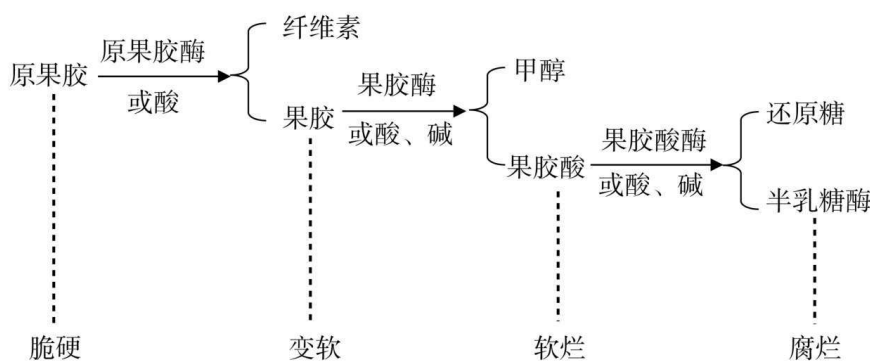 纤维素
原果胶酶
原果胶
或酸
果胶
果胶酶
或酸、碱
甲醇
果胶酸
果胶酸酶
或酸、碱
还原糖
半乳糖酶
脆硬
变软
软烂
腐烂